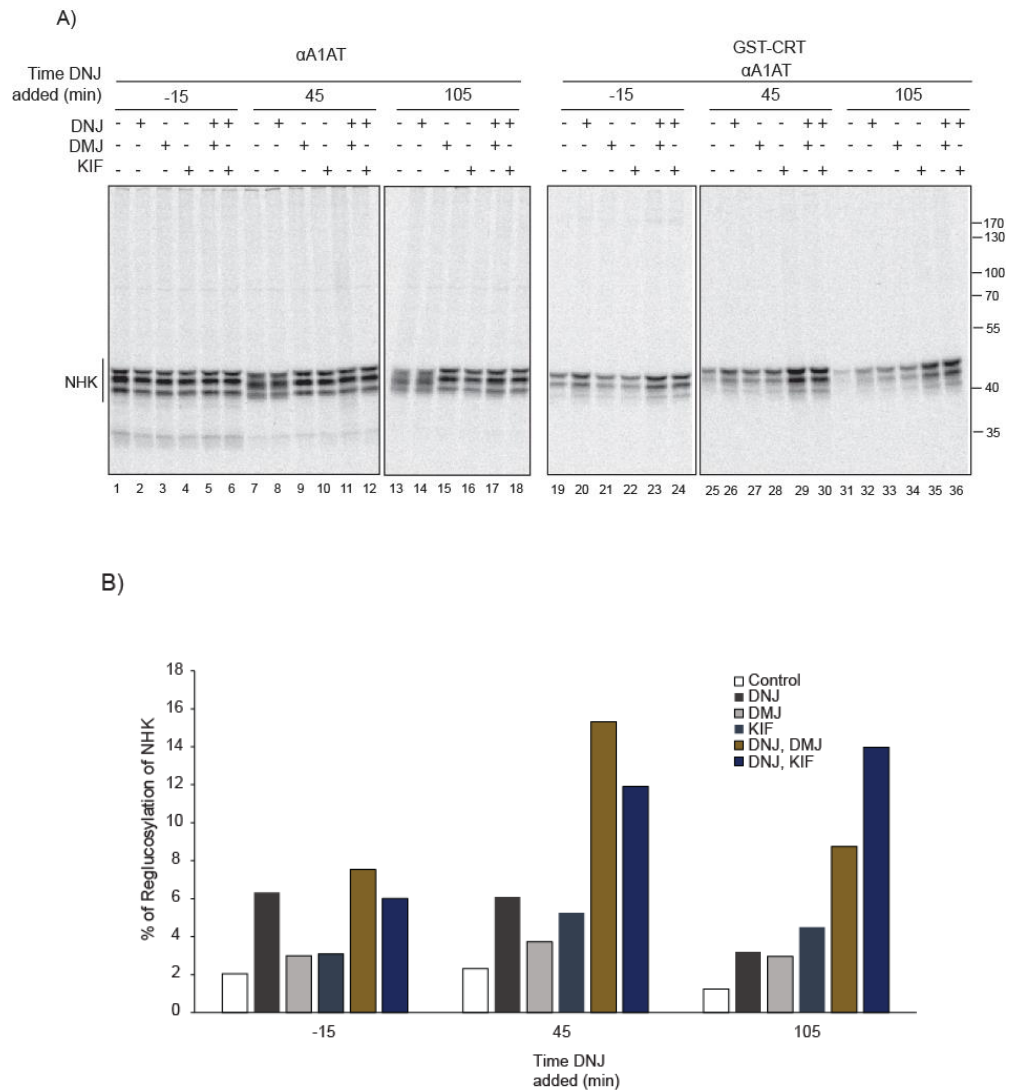 A)
αA1AT
GST-CRT
αA1AT
Time DNJ
added (min)
-15 45 105 -15 45 105
DNJ - + - - + + - + - - + + - + - - + + - + - - + + - + - - + + - + - - + +
DMJ - - + - + - - - + - + - - - + - + - - - + - + - - - + - + - - - + - + -
KIF - - - + - + - - - + - + - - - + - + - - - + - + - - - + - + - - - + - +
170
130
100
70
55
NHK
40
35
1 2 3 4 5 6 7 8 9 10 11 12 13 14 15 16 17 18 19 20 21 22 23 24 25 26 27 28 29 30 31 32 33 34 35 36
B)
% of Reglucosylation of NHK
18
16
14
12
10
8
6
4
2
0
Control
DNJ
DMJ
KIF
DNJ, DMJ
DNJ, KIF
-15 45 105
Time DNJ
added (min)